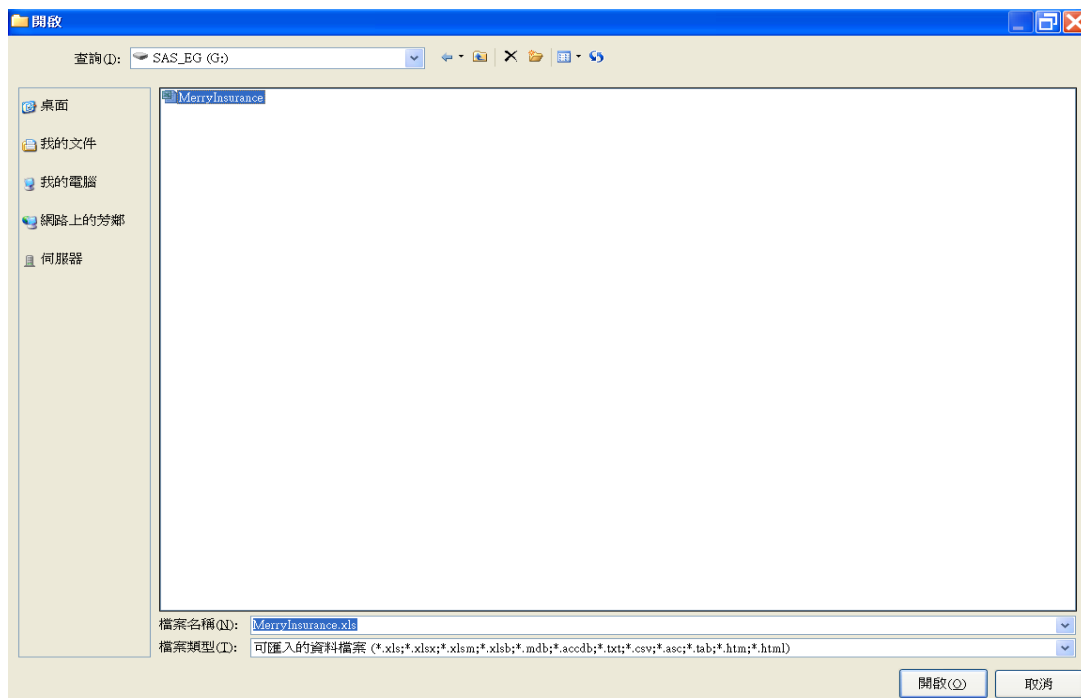 開啟
查詢(I): SAS_EG (G:)
桌面
我的文件
我的電腦
網路上的芳鄰
伺服器
MerryInsurance
檔案名稱(N): MerryInsurance.xls
檔案類型(T): 可匯入的資料檔案 (*.xls;*.xlsx;*.xlsm;*.xlsb;*.mdb;*.accdb;*.txt;*.csv;*.asc;*.tab;*.htm;*.html)
開啟(O) 取消